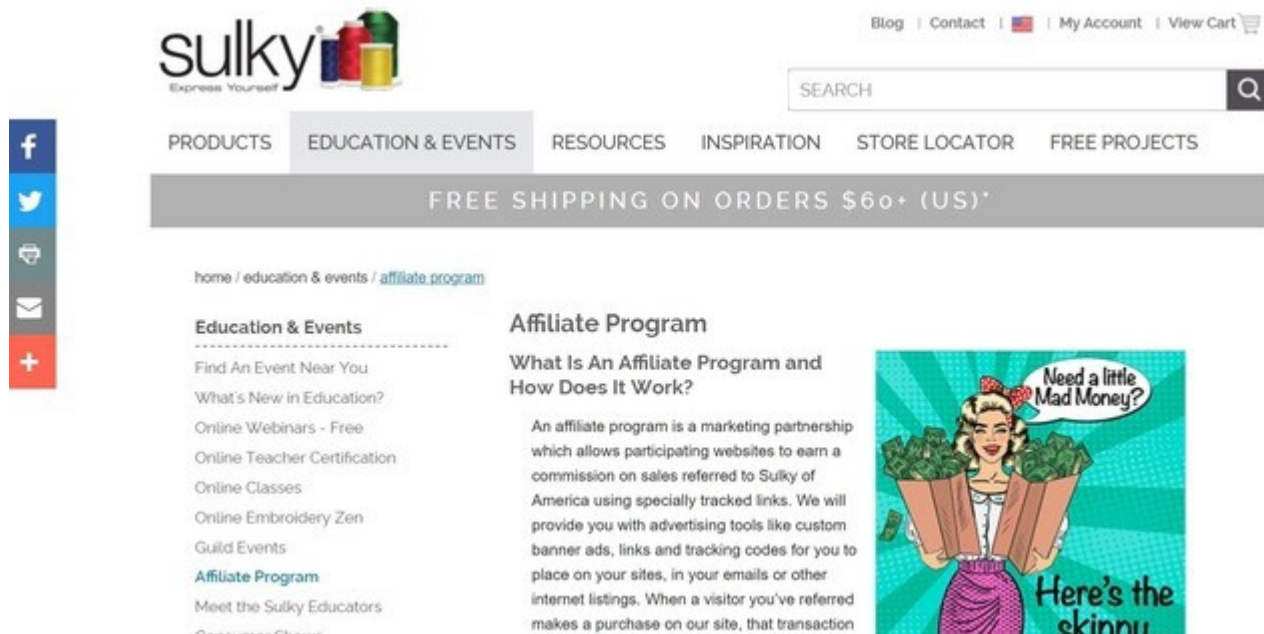 sulky
Express Yourself
Blog | Contact | | My Account | View Cart
SEARCH
PRODUCTS EDUCATION & EVENTS RESOURCES INSPIRATION STORE LOCATOR FREE PROJECTS
FREE SHIPPING ON ORDERS $60+ (US)*
home / education & events / affiliate program
Education & Events
Find An Event Near You
What's New in Education?
Online Webinars - Free
Online Teacher Certification
Online Classes
Online Embroidery Zen
Guild Events
Affiliate Program
Meet the Sulky Educators
Consumer Shows
Affiliate Program
What Is An Affiliate Program and
How Does It Work?
An affiliate program is a marketing partnership
which allows participating websites to earn a
commission on sales referred to Sulky of
America using specially tracked links. We will
provide you with advertising tools like custom
banner ads, links and tracking codes for you to
place on your sites, in your emails or other
internet listings. When a visitor you've referred
makes a purchase on our site, that transaction
Need a little
Mad Money?
Here's the
skinny